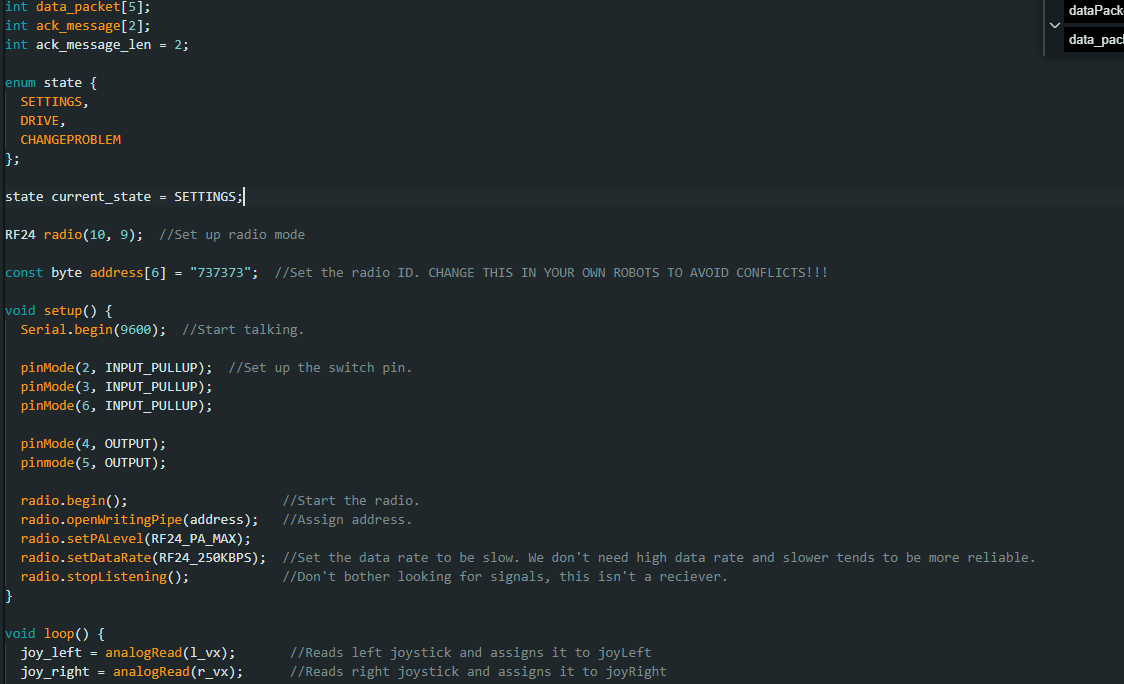 int data_packet[5];
int ack_message[2];
int ack_message_len = 2;
enum state {
SETTINGS,
DRIVE,
CHANGEPROBLEM
};
state current_state = SETTINGS;
RF24 radio(10, 9);  //Set up radio mode
const byte address[6] = "737373";  //Set the radio ID. CHANGE THIS IN YOUR OWN ROBOTS TO AVOID CONFLICTS!!!
void setup() {
Serial.begin(9600);  //Start talking.
pinMode(2, INPUT_PULLUP);  //Set up the switch pin.
pinMode(3, INPUT_PULLUP);
pinMode(6, INPUT_PULLUP);
pinMode(4, OUTPUT);
pinmode(5, OUTPUT);
radio.begin();                    //Start the radio.
radio.openWritingPipe(address);   //Assign address.
radio.setPALevel(RF24_PA_MAX);
radio.setDataRate(RF24_250KBPS);  //Set the data rate to be slow. We don't need high data rate and slower tends to be more reliable.
radio.stopListening();            //Don't bother looking for signals, this isn't a reciever.
}
void loop() {
joy_left = analogRead(l_vx);       //Reads left joystick and assigns it to joyLeft
joy_right = analogRead(r_vx);      //Reads right joystick and assigns it to joyRight
dataPack
data_pac